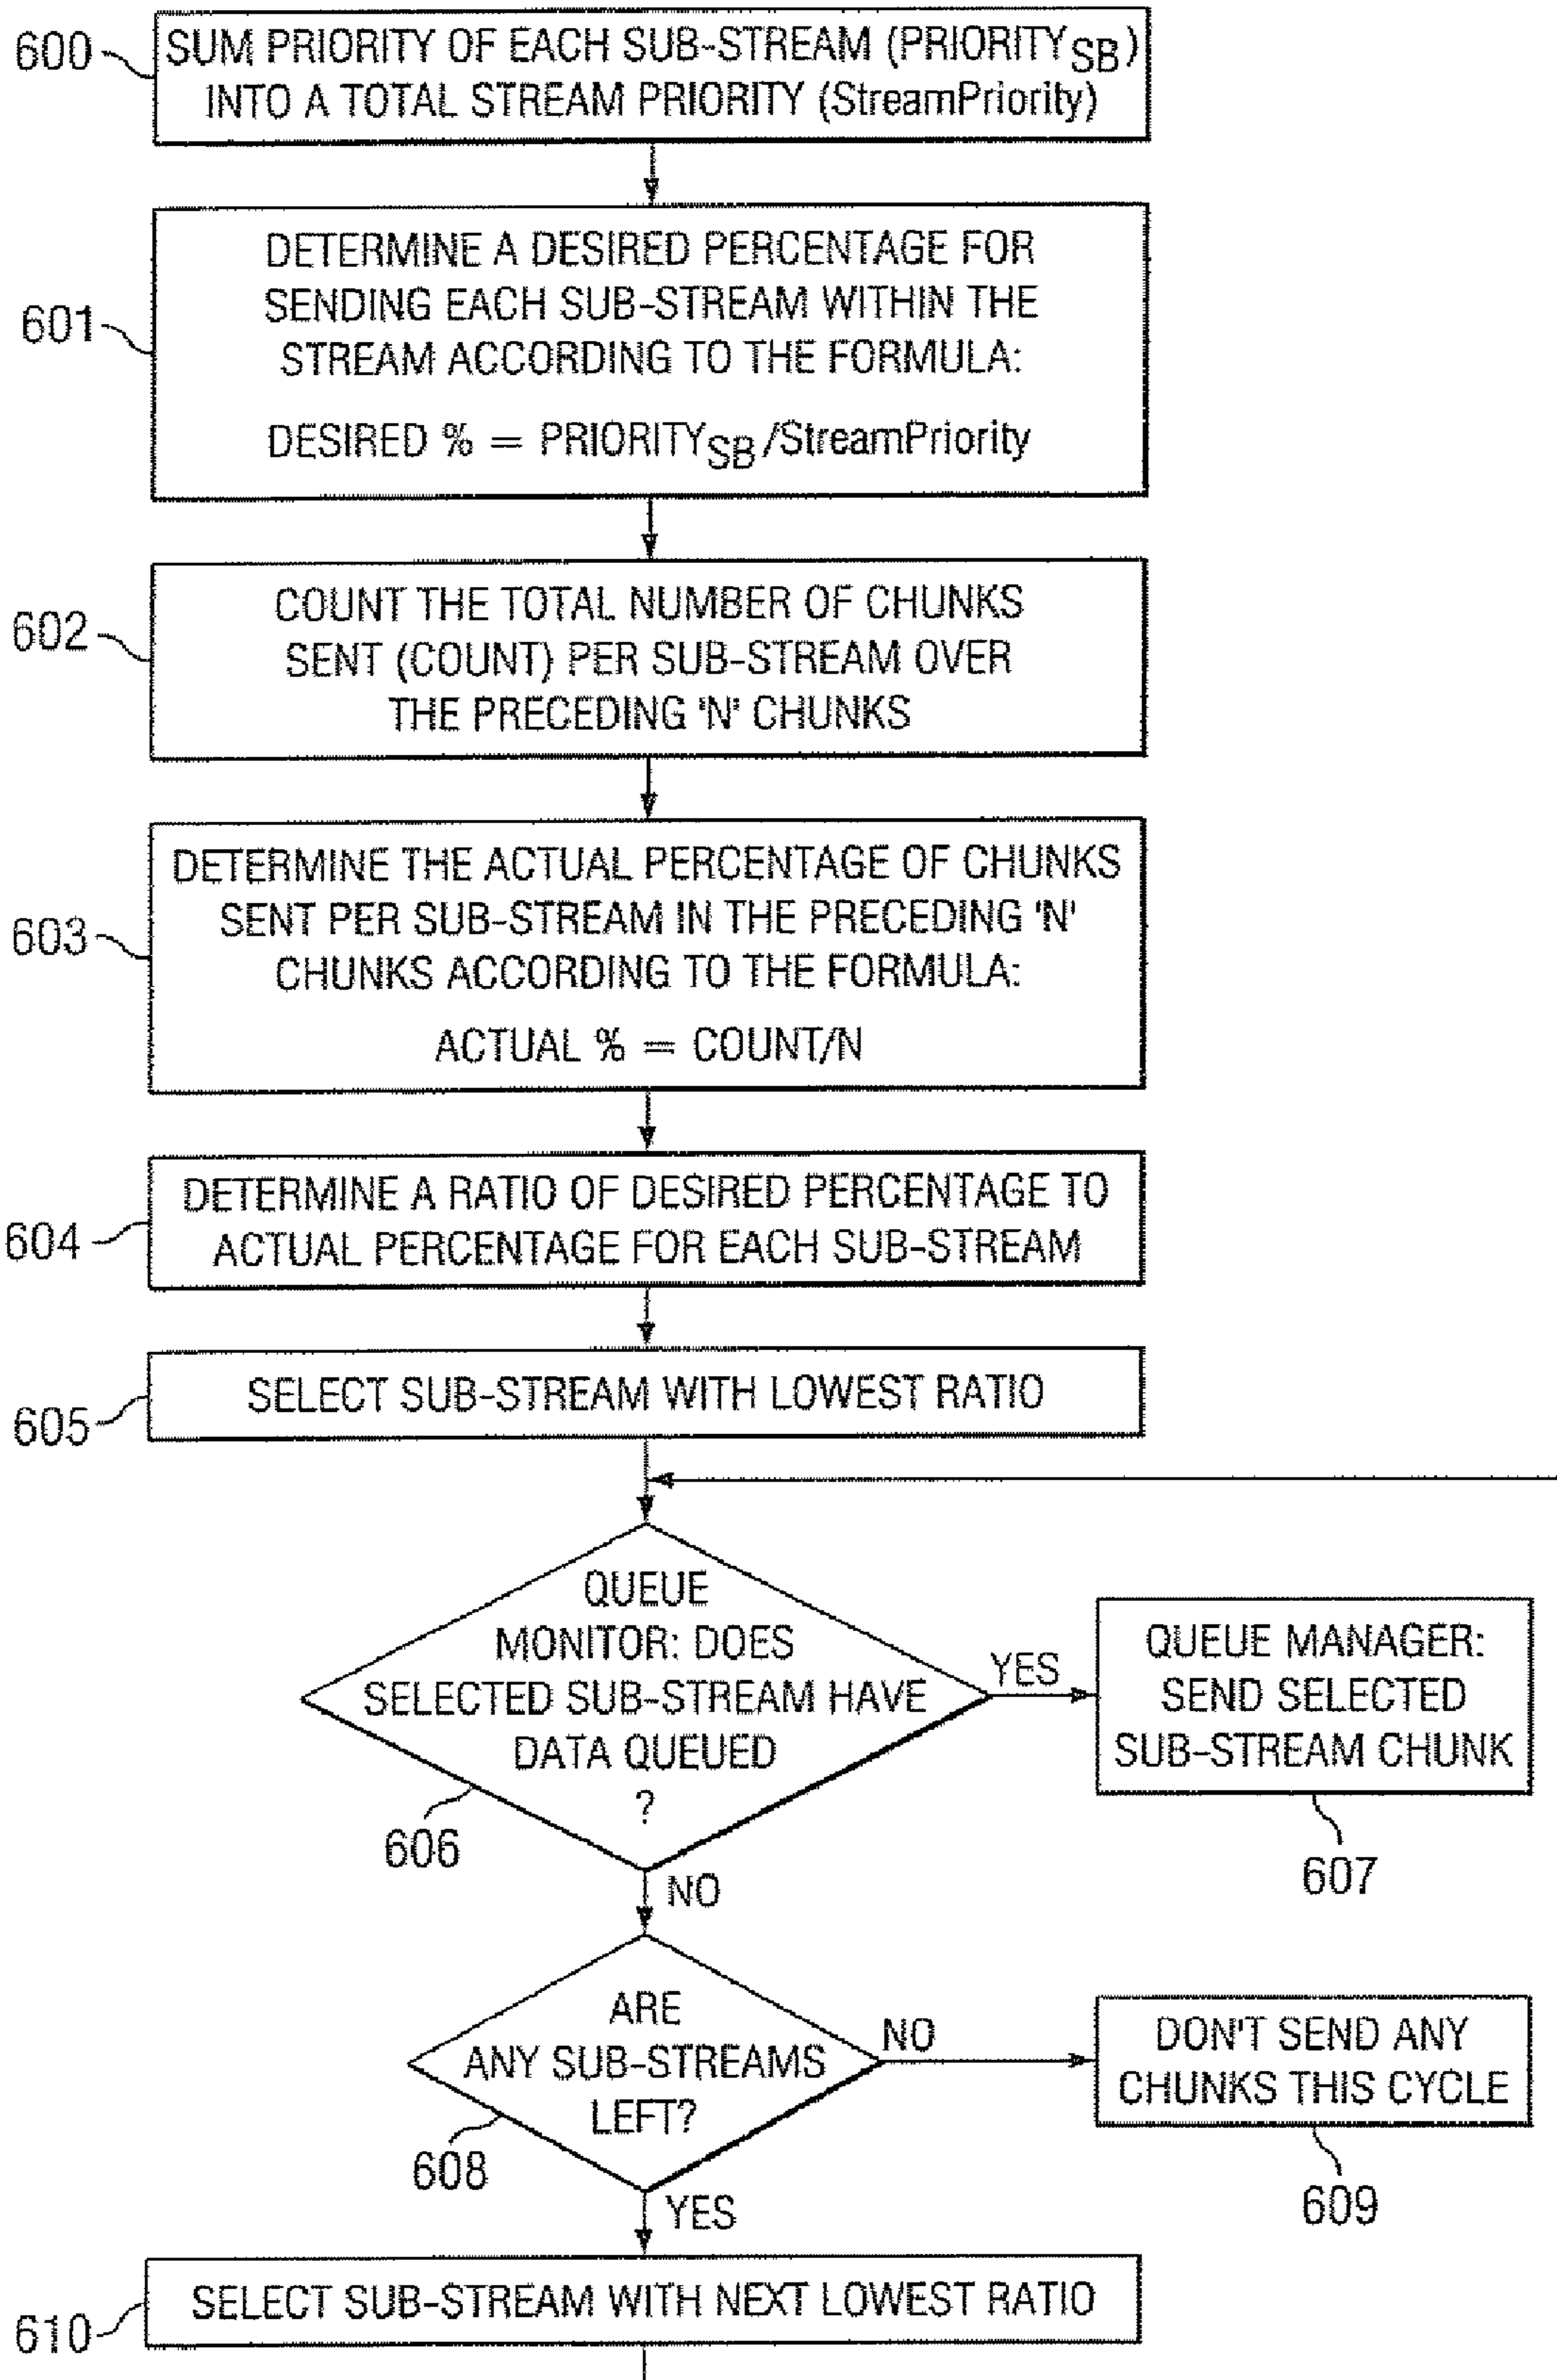 600
SUM PRIORITY OF EACH SUB-STREAM (PRIORITY SB)
INTO A TOTAL STREAM PRIORITY (StreamPriority)
601
DETERMINE A DESIRED PERCENTAGE FOR
SENDING EACH SUB-STREAM WITHIN THE
STREAM ACCORDING TO THE FORMULA:
DESIRED % = PRIORITY SB/StreamPriority
602
COUNT THE TOTAL NUMBER OF CHUNKS
SENT (COUNT) PER SUB-STREAM OVER
THE PRECEDING 'N' CHUNKS
603
DETERMINE THE ACTUAL PERCENTAGE OF CHUNKS
SENT PER SUB-STREAM IN THE PRECEDING 'N'
CHUNKS ACCORDING TO THE FORMULA:
ACTUAL % = COUNT/N
604
DETERMINE A RATIO OF DESIRED PERCENTAGE TO
ACTUAL PERCENTAGE FOR EACH SUB-STREAM
605
SELECT SUB-STREAM WITH LOWEST RATIO
QUEUE
MONITOR: DOES
SELECTED SUB-STREAM HAVE
DATA QUEUED
?
606
YES
QUEUE MANAGER:
SEND SELECTED
SUB-STREAM CHUNK
607
NO
ARE
ANY SUB-STREAMS
LEFT?
608
NO
DON'T SEND ANY
CHUNKS THIS CYCLE
609
YES
610
SELECT SUB-STREAM WITH NEXT LOWEST RATIO